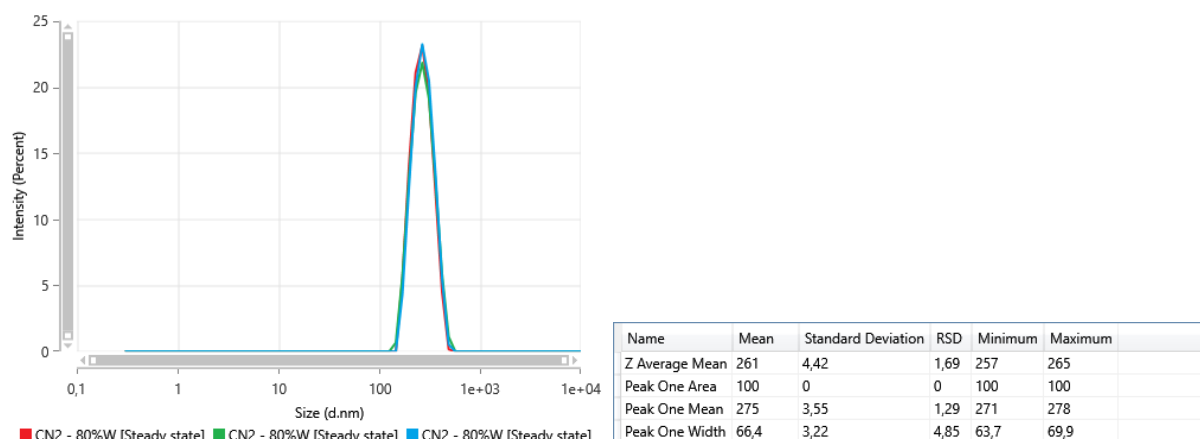 25
20
15
10
5
0
Intensity (Percent)
0,1 1 10 100 1e+03 1e+04
Size (d.nm)
CN2 - 80%W [Steady state] CN2 - 80%W [Steady state] CN2 - 80%W [Steady state]
Name Mean Standard Deviation RSD Minimum Maximum
Z Average Mean 261 4,42 1,69 257 265
Peak One Area 100 0 0 100 100
Peak One Mean 275 3,55 1,29 271 278
Peak One Width 66,4 3,22 4,85 63,7 69,9